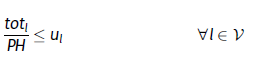 tot_l / PH ≤ u_l ∀l ∈ 𝒱